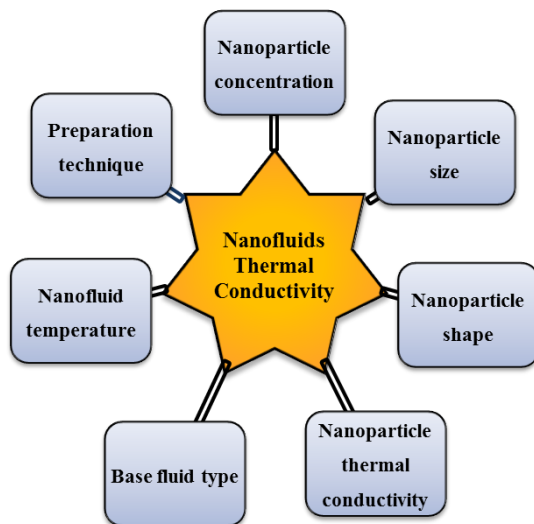 Nanoparticle
concentration
Preparation
technique
Nanoparticle
size
Nanofluids
Thermal
Conductivity
Nanofluid
temperature
Nanoparticle
shape
Base fluid type
Nanoparticle
thermal
conductivity